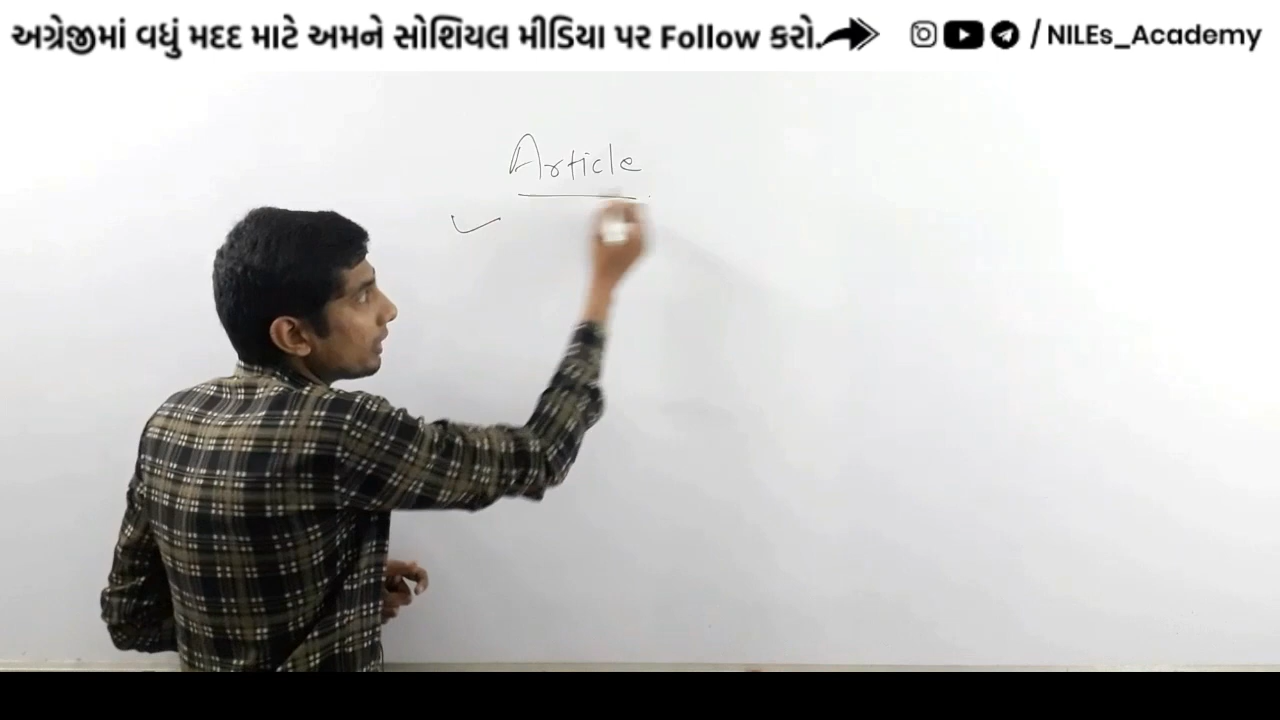 અગ્રેજીમાં વધું મદદ માટે અમને સોશિયલ મીડિયા પર Follow કરો. / NILEs_Academy
Article